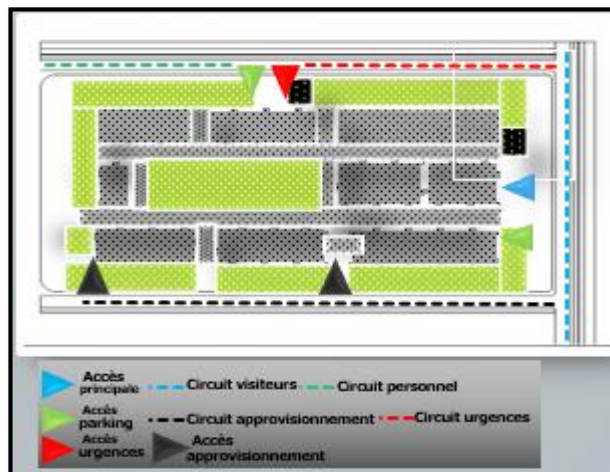 Accès principale
Circuit visiteurs
Circuit personnel
Accès parking
Circuit approvisionnement
Circuit urgences
Accès urgences
Accès approvisionnement